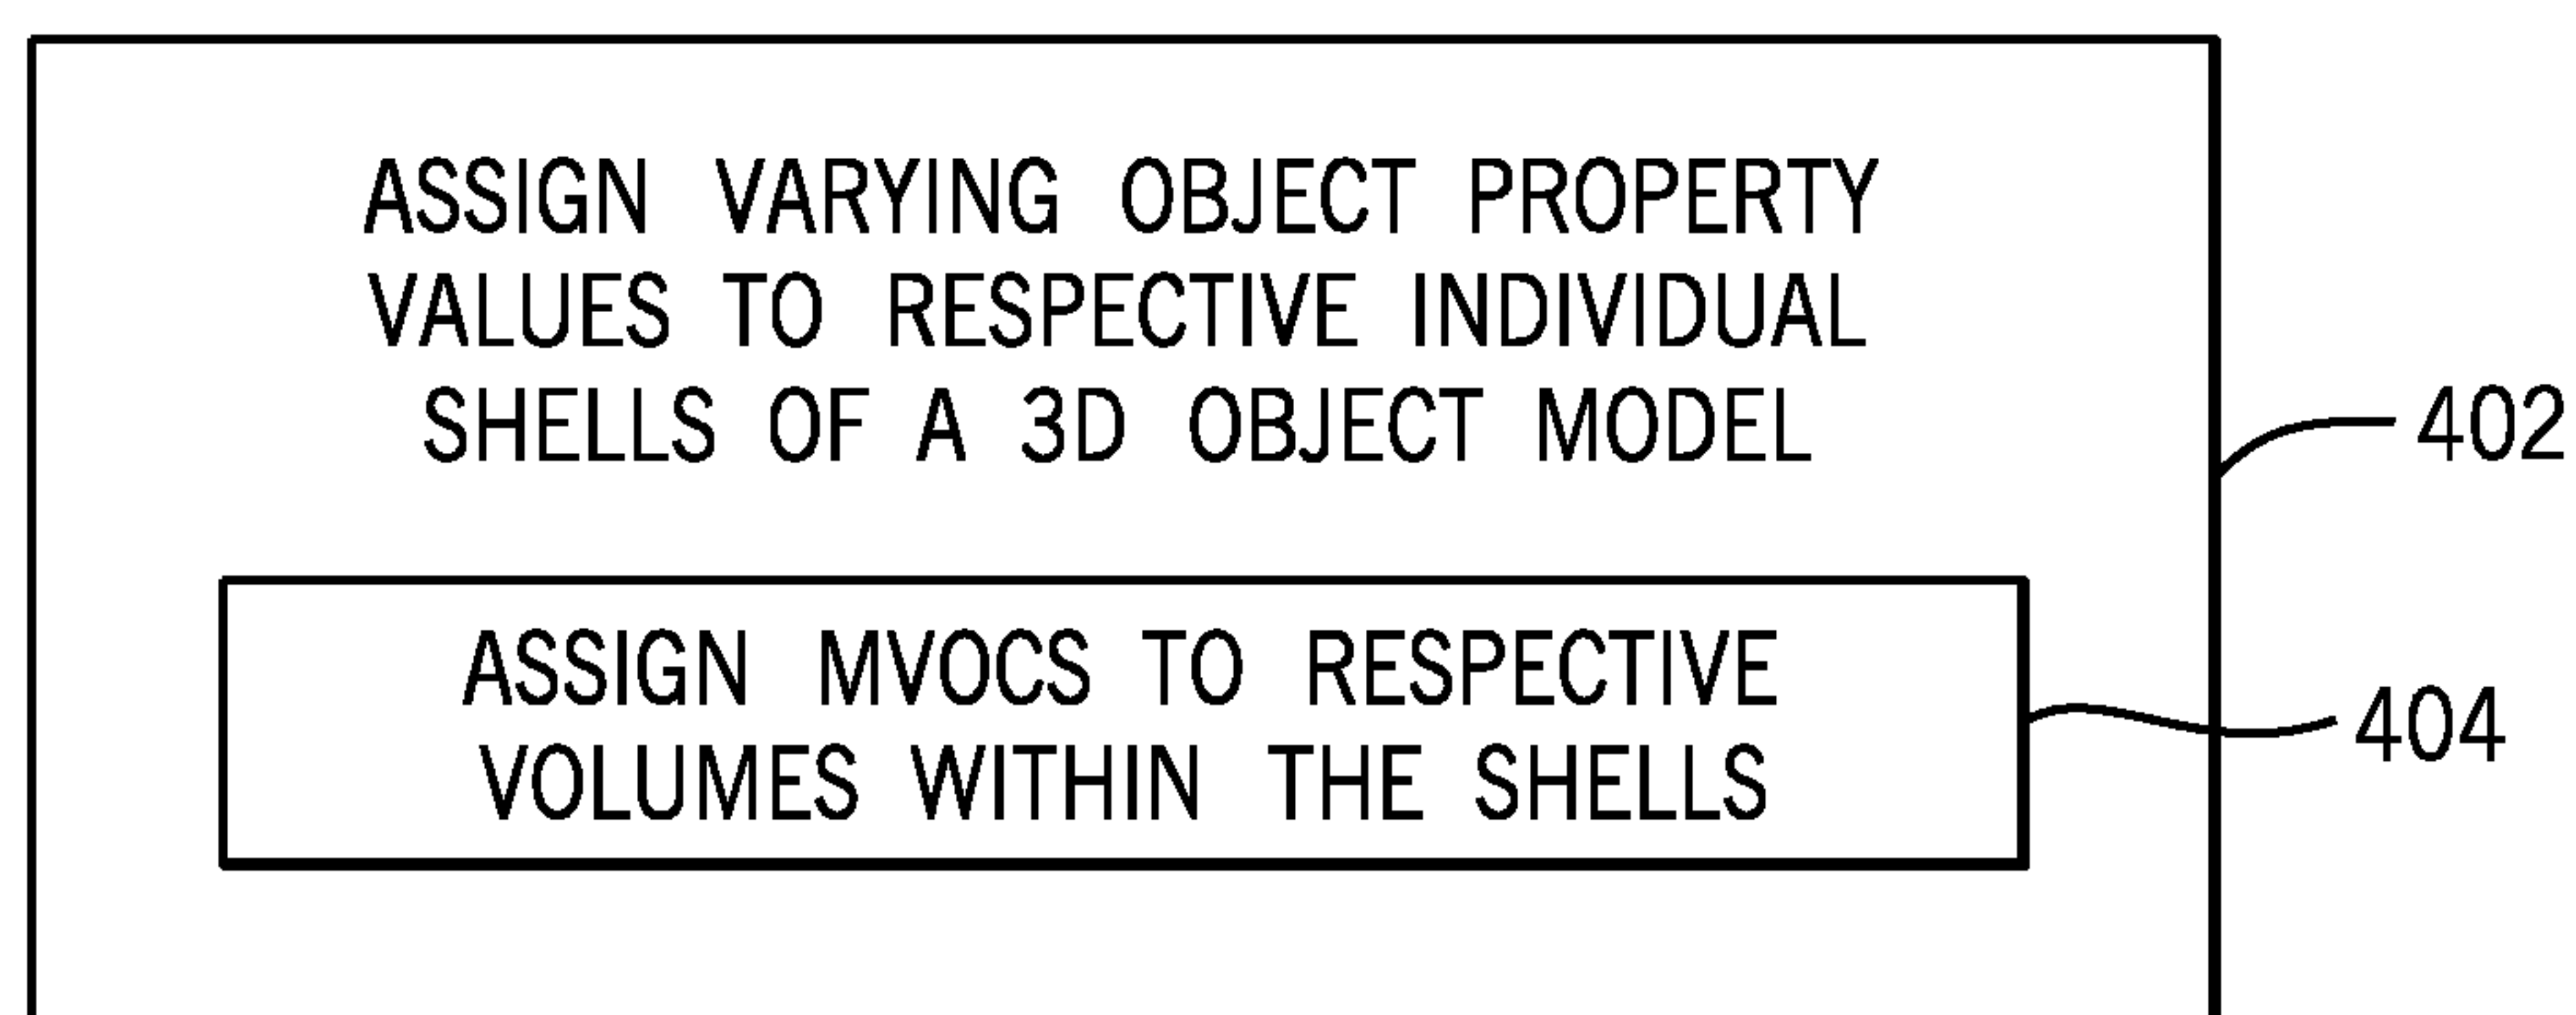 ASSIGN VARYING OBJECT PROPERTY
VALUES TO RESPECTIVE INDIVIDUAL
SHELLS OF A 3D OBJECT MODEL
402
ASSIGN MVOCS TO RESPECTIVE
VOLUMES WITHIN THE SHELLS
404